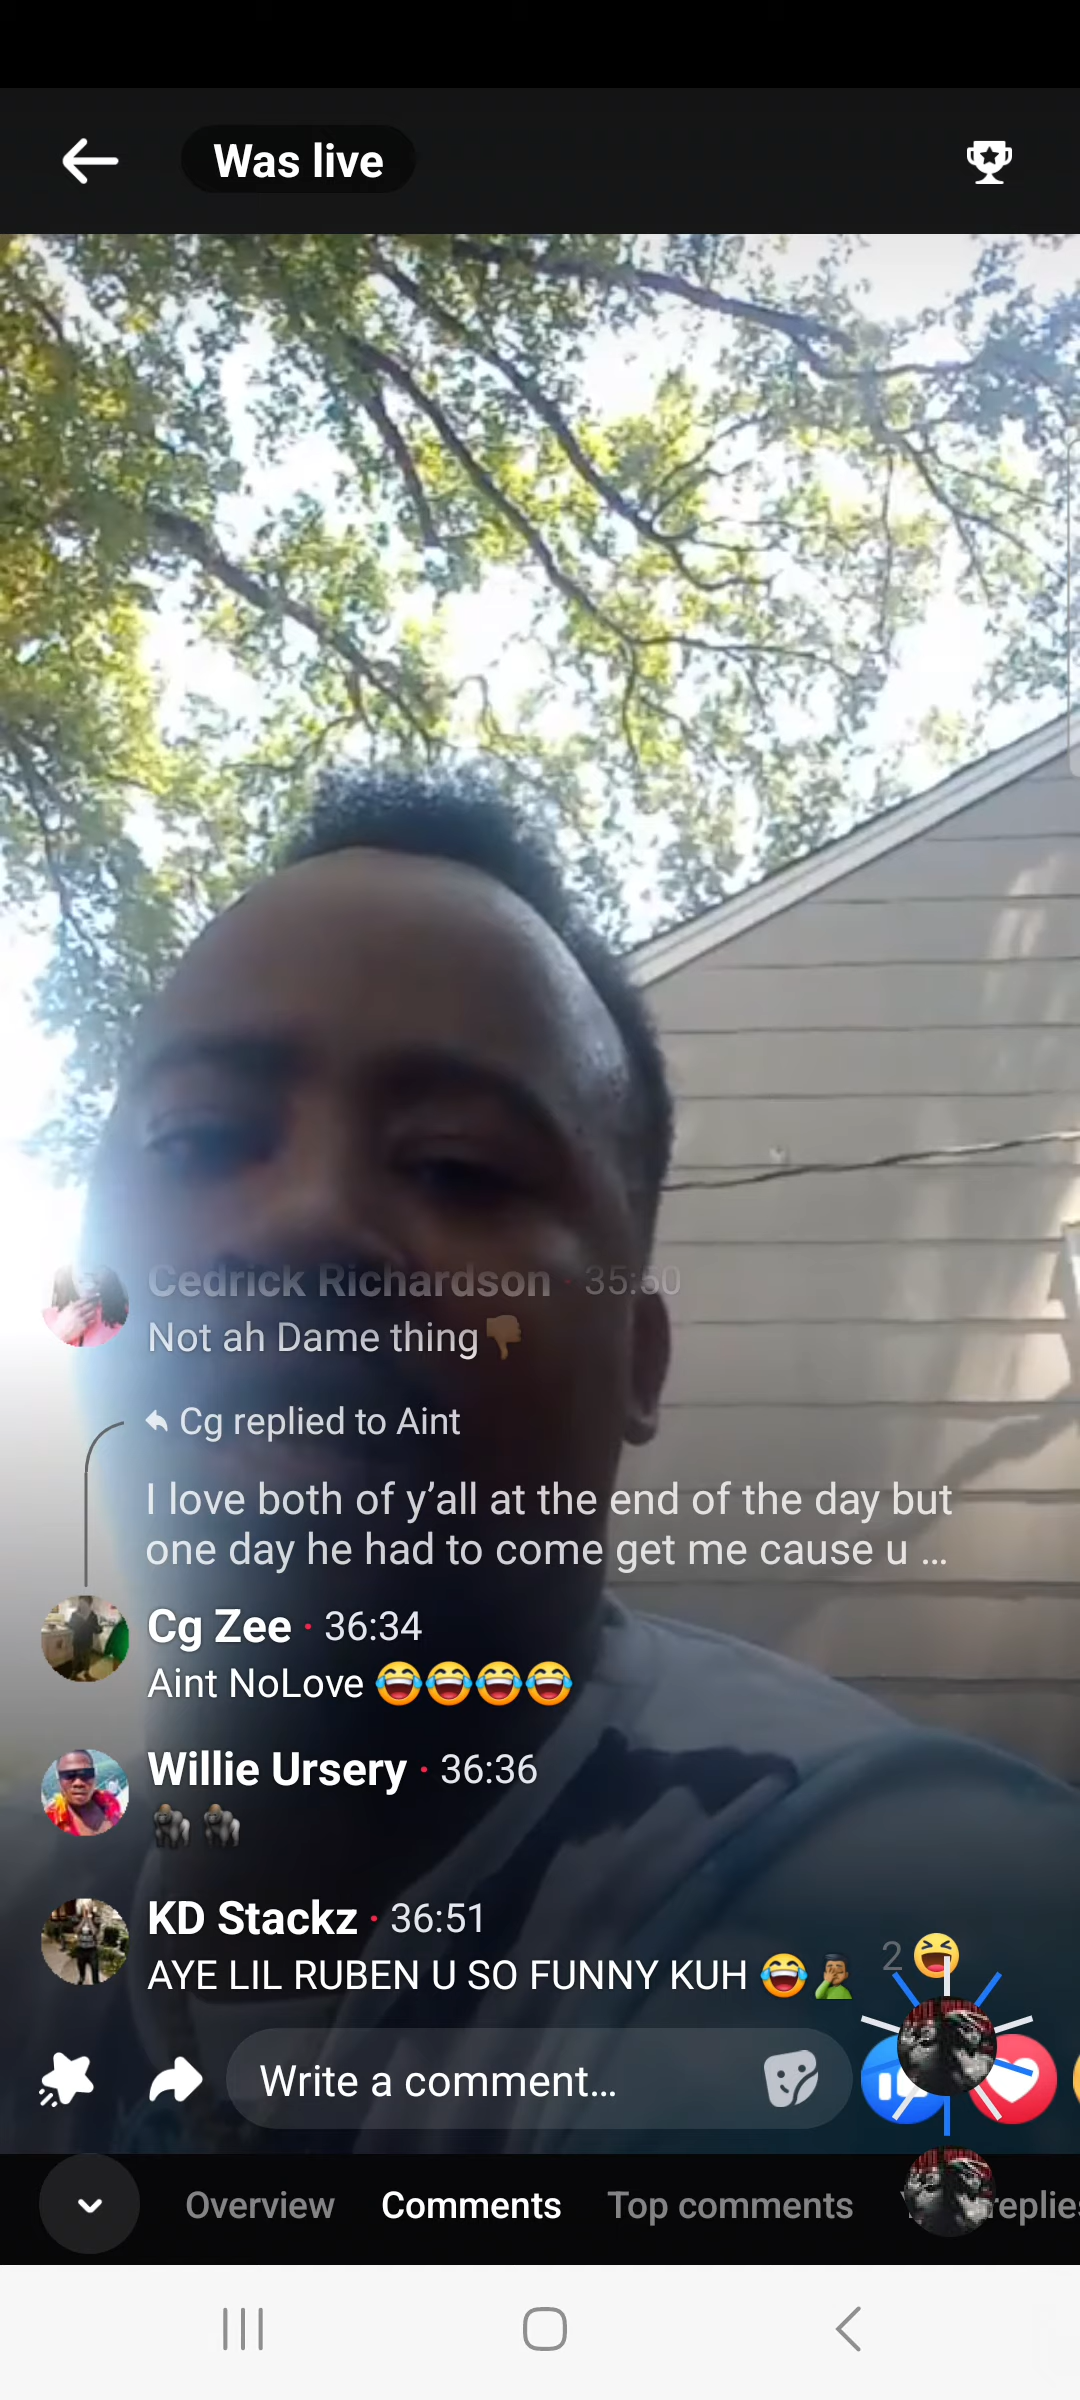 Was live
Cedrick Richardson · 35:50
Not ah Dame thing👎🏾
Cg replied to Aint
I love both of y’all at the end of the day but
one day he had to come get me cause u ...
Cg Zee · 36:34
Aint NoLove 😂😂😂😂
Willie Ursery · 36:36
🦍🦍
KD Stackz · 36:51
AYE LIL RUBEN U SO FUNNY KUH 😂🤦🏾‍♂️
2 😆
Write a comment...
Overview Comments Top comments